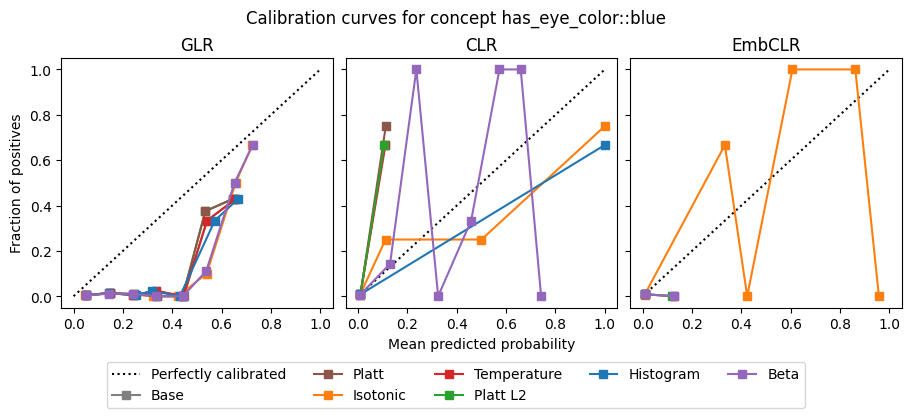 Calibration curves for concept has_eye_color::blue
GLR
CLR
EmbCLR
Fraction of positives
1.0
0.8
0.6
0.4
0.2
0.0
0.0 0.2 0.4 0.6 0.8 1.0
0.0 0.2 0.4 0.6 0.8 1.0
0.0 0.2 0.4 0.6 0.8 1.0
Mean predicted probability
Perfectly calibrated Platt Temperature Histogram Beta
Base Isotonic Platt L2